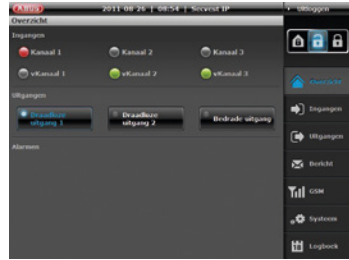 ABUS 2011-08-26 | 08:54 | Secvest IP Uitloggen
Overzicht
Ingangen
Kanaal 1 Kanaal 2 Kanaal 3
vKanaal 1 vKanaal 2 vKanaal 3
Uitgangen
Draadloze uitgang 1
Draadloze uitgang 2
Bedrade uitgang
Alarmen
Overzicht
Ingangen
Uitgangen
Bericht
GSM
Systeem
Logboek